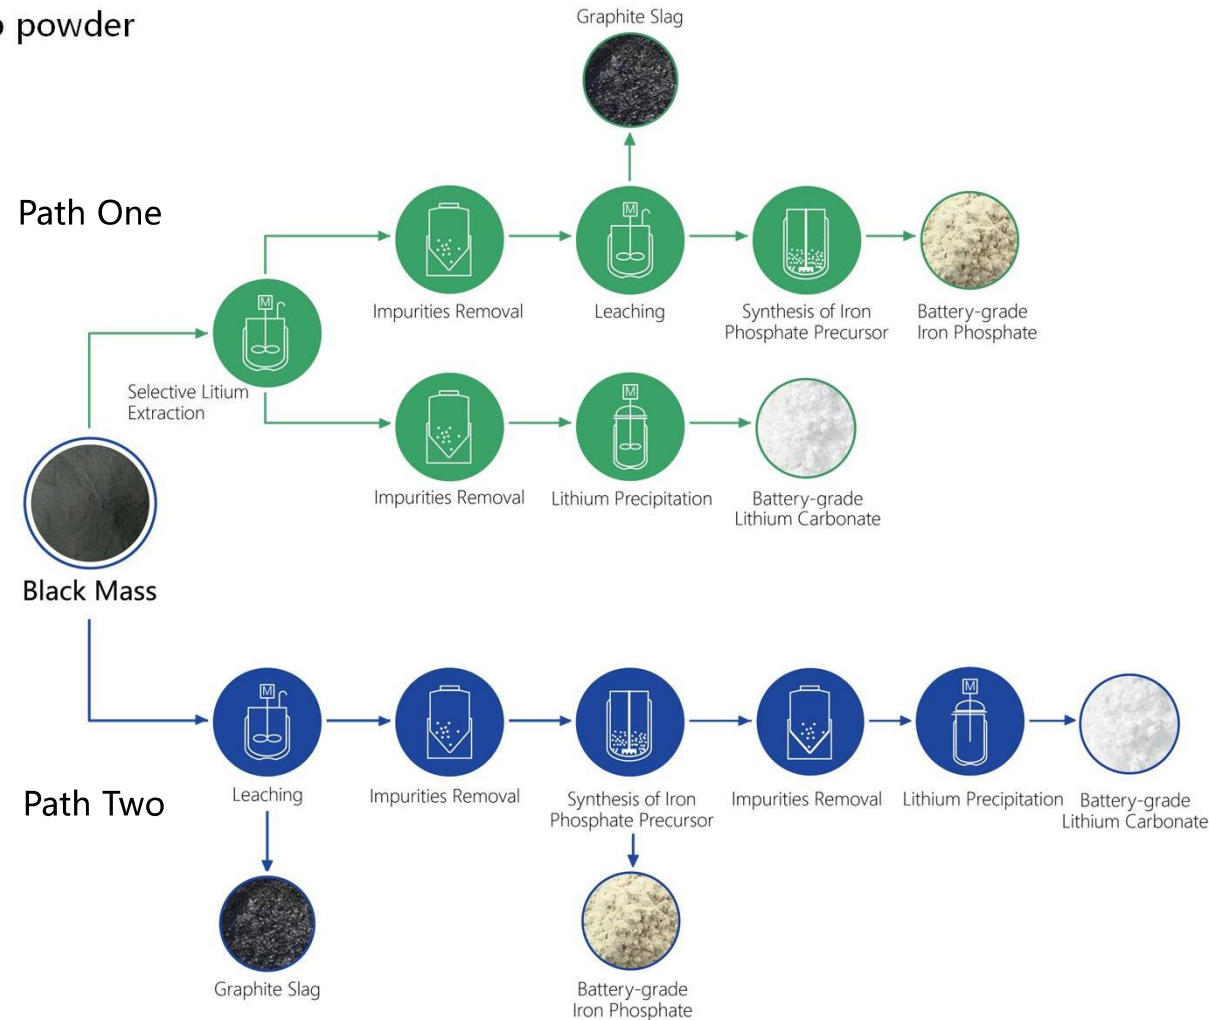 powder
Graphite Slag
Path One
M
Impurities Removal
Leaching
Synthesis of Iron
Phosphate Precursor
Battery-grade
Iron Phosphate
M
Selective Litium
Extraction
M
Impurities Removal
Lithium Precipitation
Battery-grade
Lithium Carbonate
Black Mass
M
M
Path Two
Leaching
Impurities Removal
Synthesis of Iron
Phosphate Precursor
Impurities Removal
Lithium Precipitation
Battery-grade
Lithium Carbonate
Graphite Slag
Battery-grade
Iron Phosphate